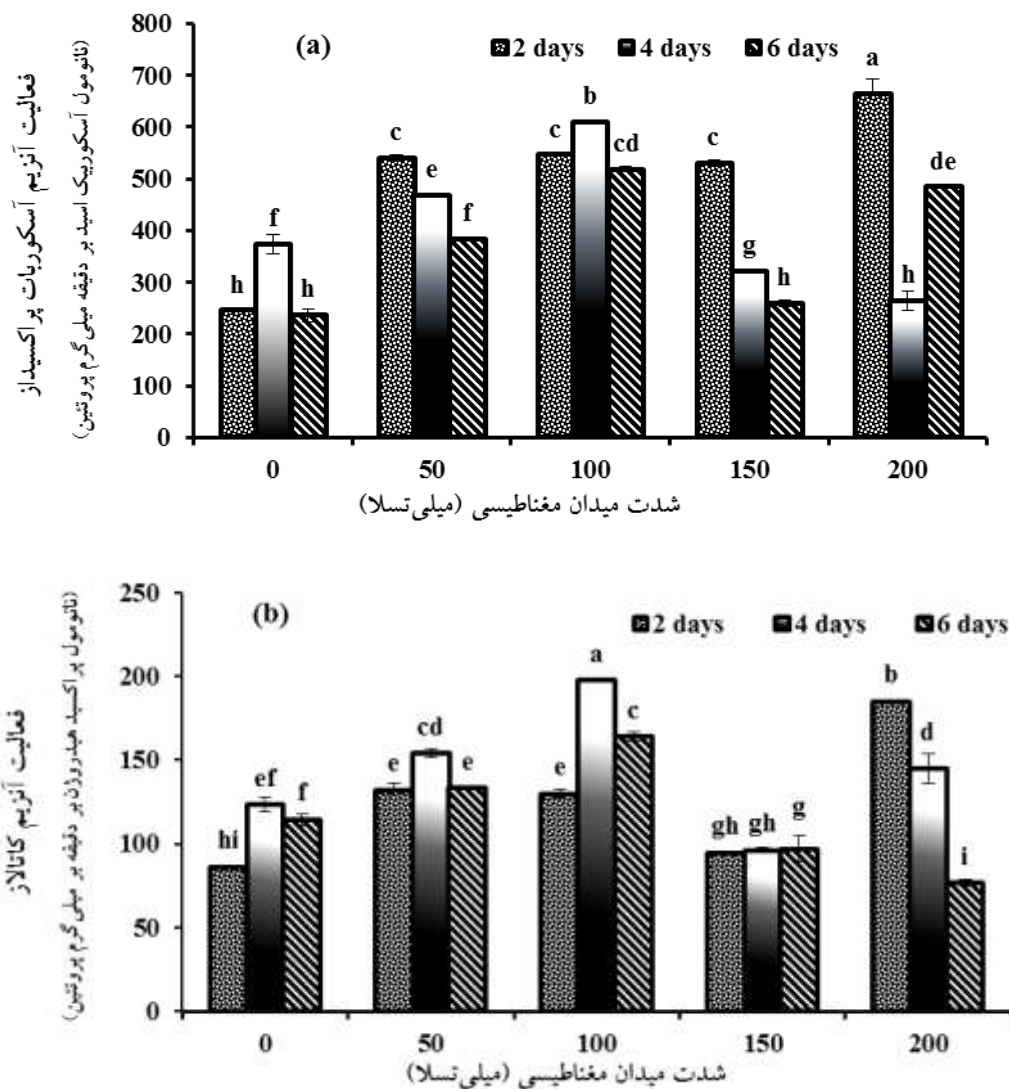 (a)
2 days 4 days 6 days
فعالیت آنزیم آسکوربات پراکسیداز
(نانومول آسکوربیک اسید بر دقیقه میلی گرم پروتئین)
800
700
600
500
400
300
200
100
0
h f h
c e f
c b cd
c g h
a h de
0 50 100 150 200
شدت میدان مغناطیسی (میلی‌تسلا)
(b)
2 days 4 days 6 days
فعالیت آنزیم کاتالاز
(نانومول پراکسید هیدروژن بر دقیقه بر میلی گرم پروتئین)
250
200
150
100
50
0
hi ef f
e cd e
e a c
gh gh g
b d i
0 50 100 150 200
شدت میدان مغناطیسی (میلی‌تسلا)